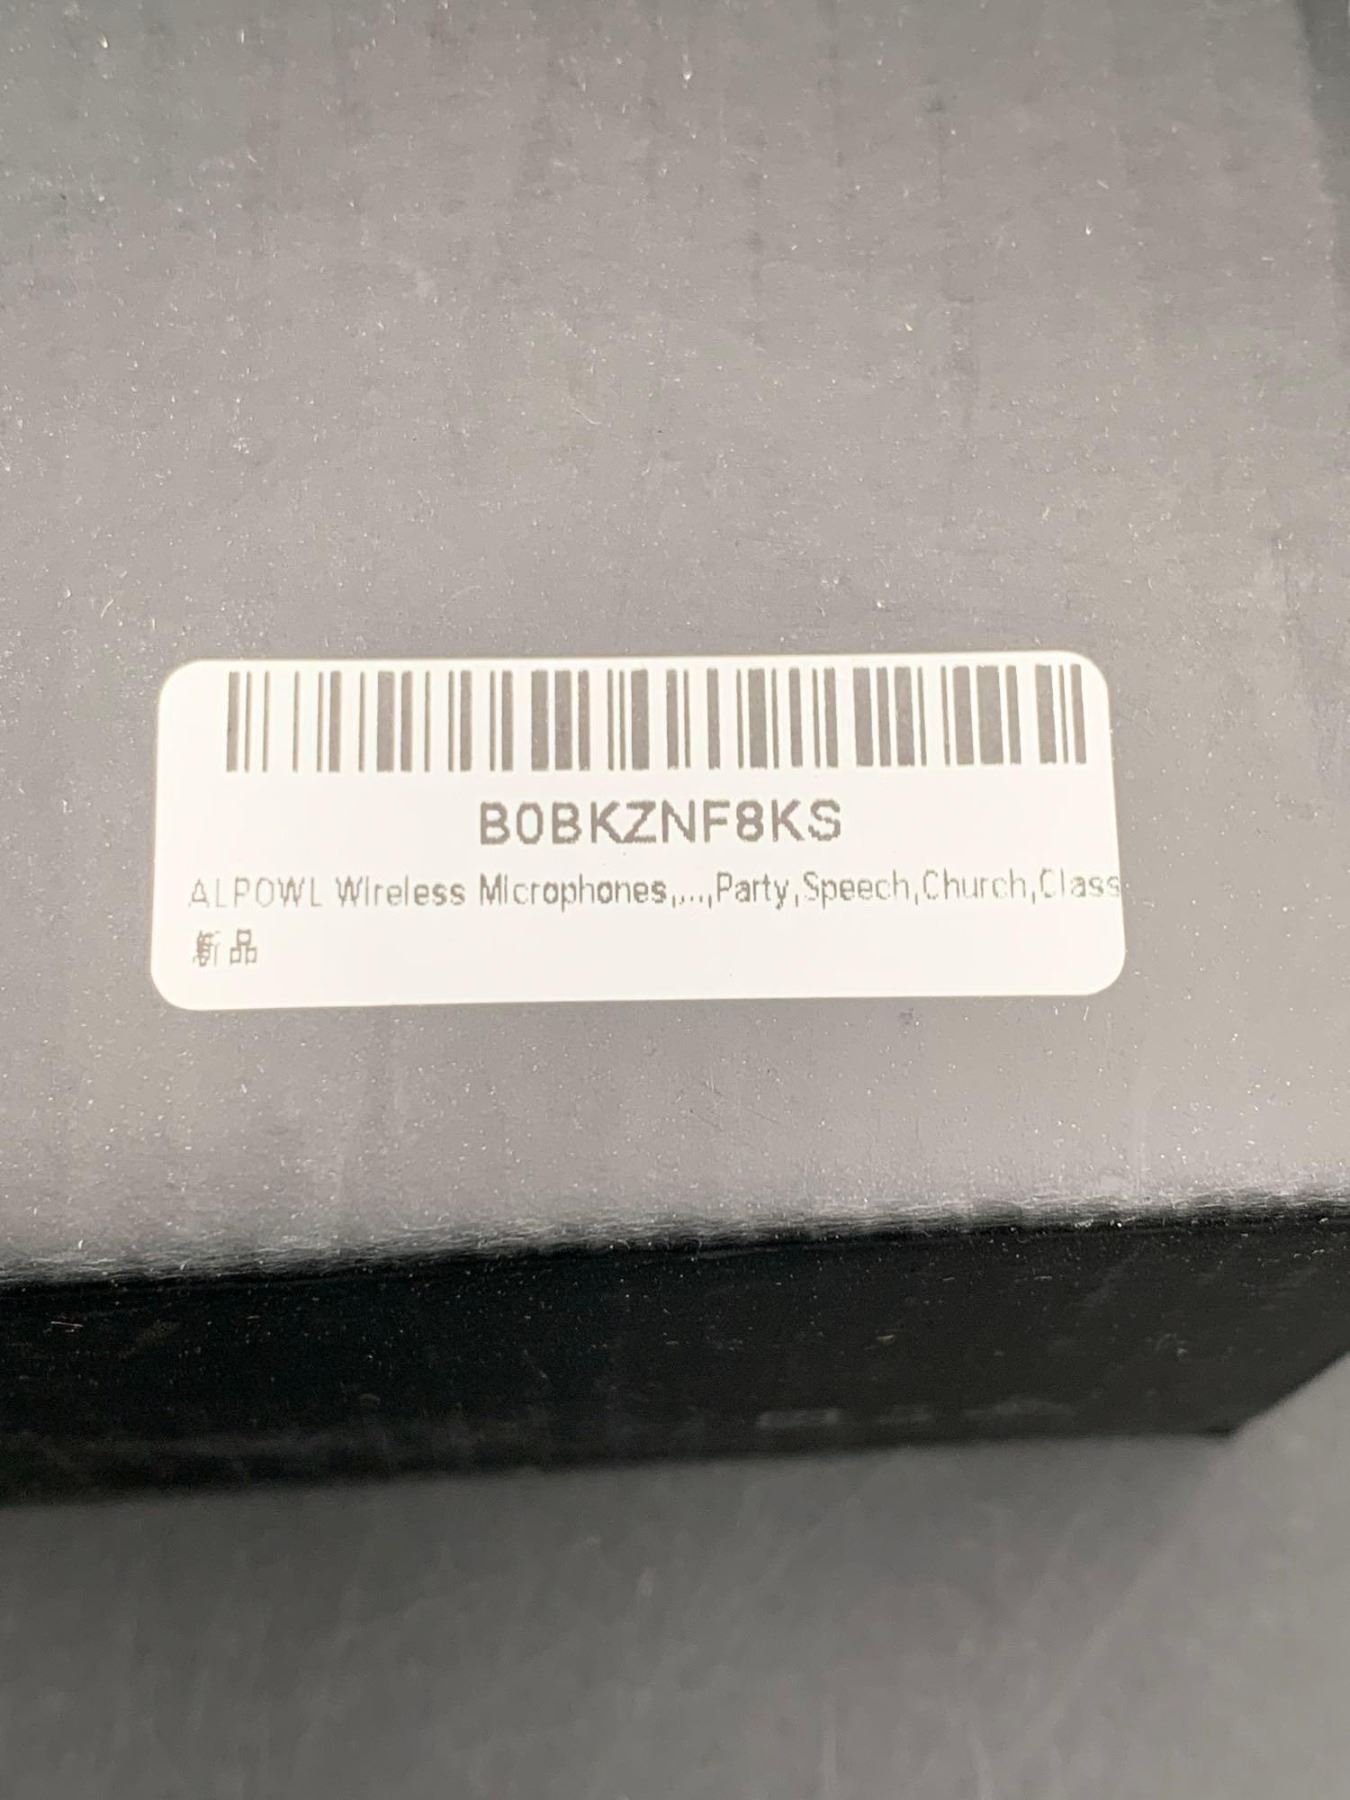 B0BKZNF8KS
ALPOWL Wireless Microphones,...,Party,Speech,Church,Class
新品